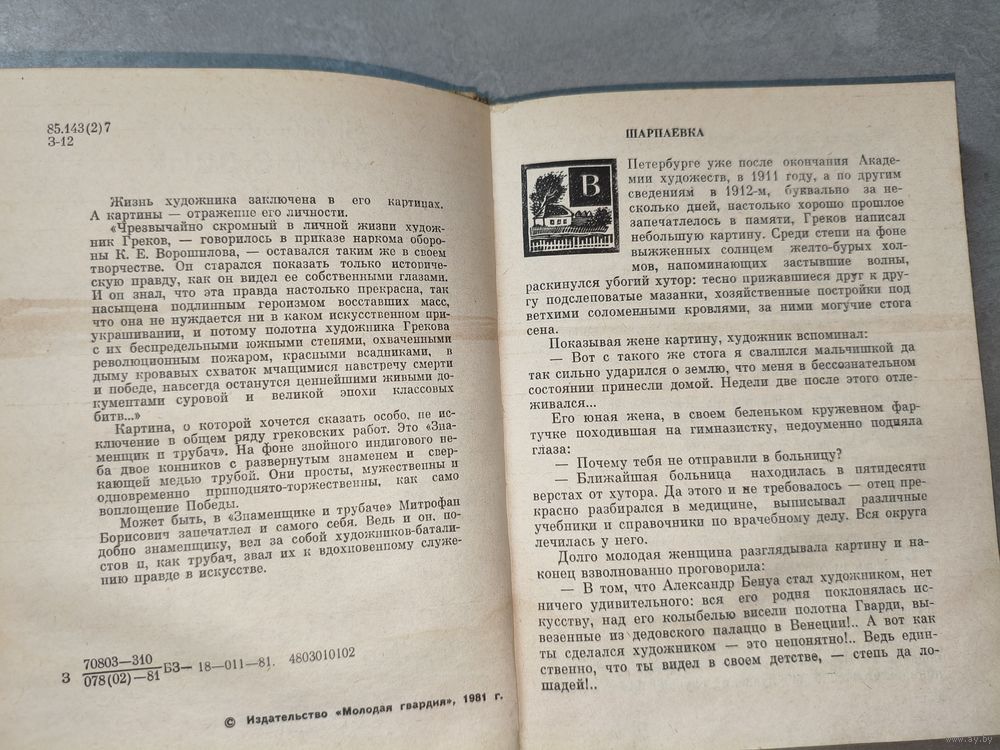 85.143(2)7
З-12
Жизнь художника заключена в его картинах.
А картины — отражение его личности.
«Чрезвычайно скромный в личной жизни худож-
ник Греков, — говорилось в приказе наркома оборо-
ны К. Е. Ворошилова, — оставался таким же в своем
творчестве. Он старался показать только историчес-
кую правду, как он видел ее собственными глазами.
И он знал, что эта правда настолько прекрасна, так
насыщена подлинным героизмом восставших масс,
что она не нуждается ни в каком искусственном при-
украшивании, и потому полотна художника Грекова
с их беспредельными южными степями, охваченными
революционным пожаром, красными всадниками, в
дыму кровавых схваток мчащимися навстречу смерти
и победе, навсегда останутся ценнейшими живыми до-
кументами суровой и великой эпохи классовых
битв...»
Картина, о которой хочется сказать особо, не ис-
ключение в общем ряду грековских работ. Это «Зна-
менщик и трубач». На фоне знойного индигового не-
ба два конников с развернутым знаменем и свер-
кающей медью трубой. Они просты, мужественны и
одновременно приподнято-торжественны, как само
воплощение Победы.
Может быть, в «Знаменщике и трубаче» Митрофан
Борисович запечатлел и самого себя. Ведь и он, по-
добно знаменщику, вел за собой художников-батали-
стов и, как трубач, звал их к вдохновенному служе-
нию правде в искусстве.
З 70803—310
078(02)—81 БЗ—18—011—81. 4803010102
© Издательство «Молодая гвардия», 1981 г.
ШАРПАЕВКА
В Петербурге уже после окончания Акаде-
мии художеств, в 1911 году, а по другим
сведениям в 1912-м, буквально за не-
сколько дней, настолько хорошо прошлое
запечатлелось в памяти, Греков написал
небольшую картину. Среди степи на фоне
выжженных солнцем желто-бурых хол-
мов, напоминающих застывшие волны,
раскинулся убогий хутор: тесно прижавшиеся друг к дру-
гу подслеповатые мазанки, хозяйственные постройки под
ветхими соломенными кровлями, за ними могучие стога
сена.
Показывая жене картину, художник вспоминал:
— Вот с такого же стога я свалился мальчишкой да
так сильно ударился о землю, что меня в бессознательном
состоянии принесли домой. Недели две после этого отле-
живался...
Его юная жена, в своем беленьком кружевном фар-
тучке походившая на гимназистку, недоуменно подняла
глаза:
— Почему тебя не отправили в больницу?
— Ближайшая больница находилась в пятидесяти
верстах от хутора. Да этого и не требовалось — отец пре-
красно разбирался в медицине, выписывал различные
учебники и справочники по врачебному делу. Вся округа
лечилась у него.
Долго молодая женщина разглядывала картину и на-
конец взволнованно проговорила:
— В том, что Александр Бенуа стал художником, нет
ничего удивительного: вся его родня поклонялась ис-
кусству, над его колыбелью висели полотна Гварди, вы-
везенные из дедовского палаццо в Венеции!.. А вот как
ты сделался художником — это непонятно!.. Ведь един-
ственно, что ты видел в своем детстве, — степь да ло-
шадей!..
www.ay.by